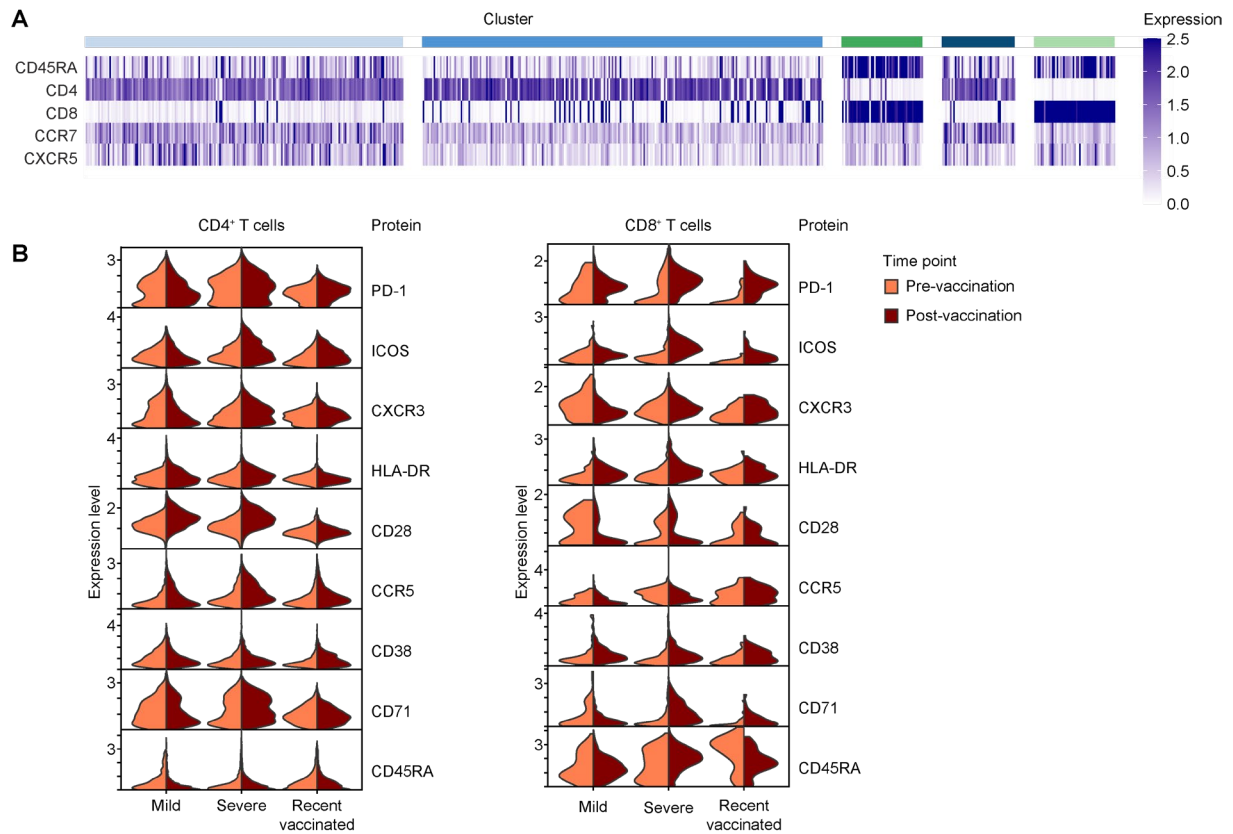 A
Cluster
Expression
CD45RA
CD4
CD8
CCR7
CXCR5
2.5
2.0
1.5
1.0
0.5
0.0
B
CD4+ T cells
Protein
3
PD-1
4
ICOS
3
CXCR3
4
HLA-DR
2
CD28
3
CCR5
4
CD38
3
CD71
3
CD45RA
Expression level
Mild
Severe
Recent
vaccinated
CD8+ T cells
Protein
2
PD-1
3
ICOS
2
CXCR3
3
HLA-DR
2
CD28
4
CCR5
4
CD38
3
CD71
3
CD45RA
Expression level
Mild
Severe
Recent
vaccinated
Time point
Pre-vaccination
Post-vaccination